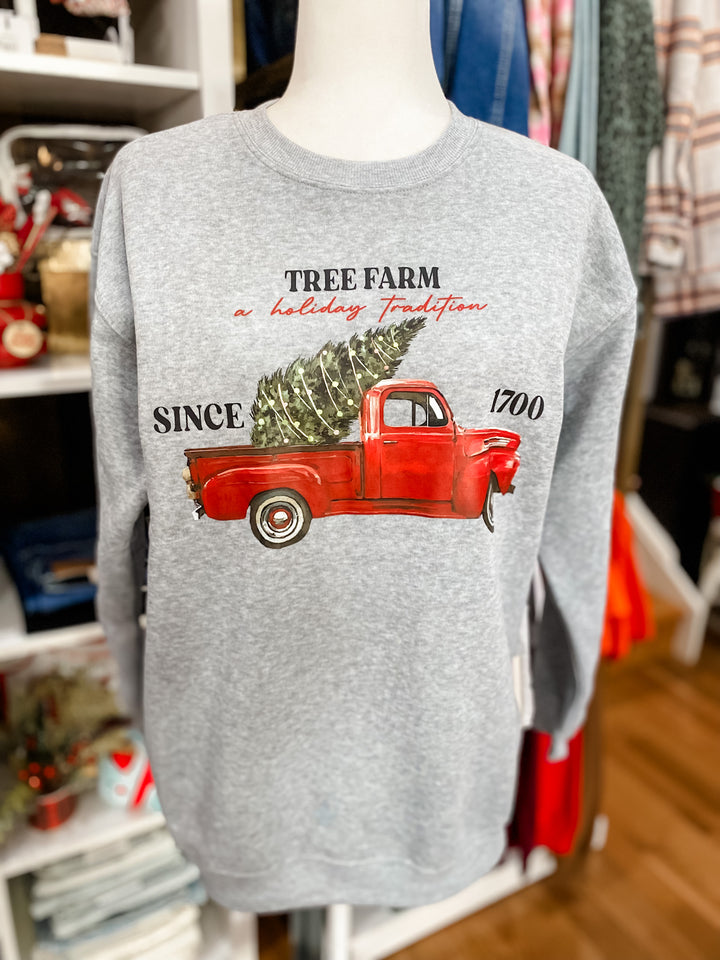 TREE FARM
a holiday tradition
SINCE 1700